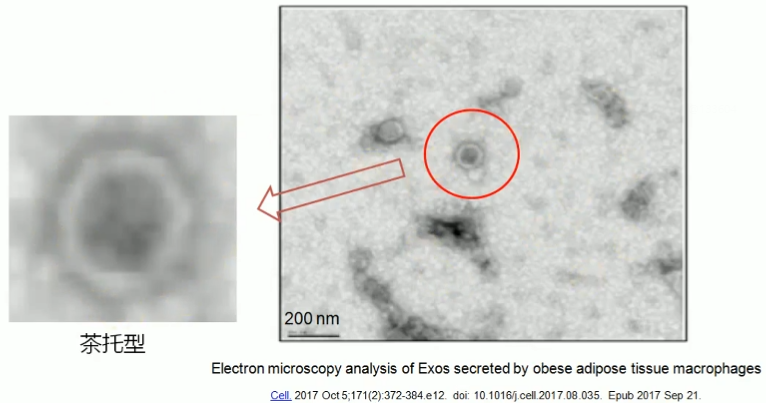 200 nm
茶托型
Electron microscopy analysis of Exos secreted by obese adipose tissue macrophages
Cell. 2017 Oct 5;171(2):372-384.e12. doi: 10.1016/j.cell.2017.08.035. Epub 2017 Sep 21.